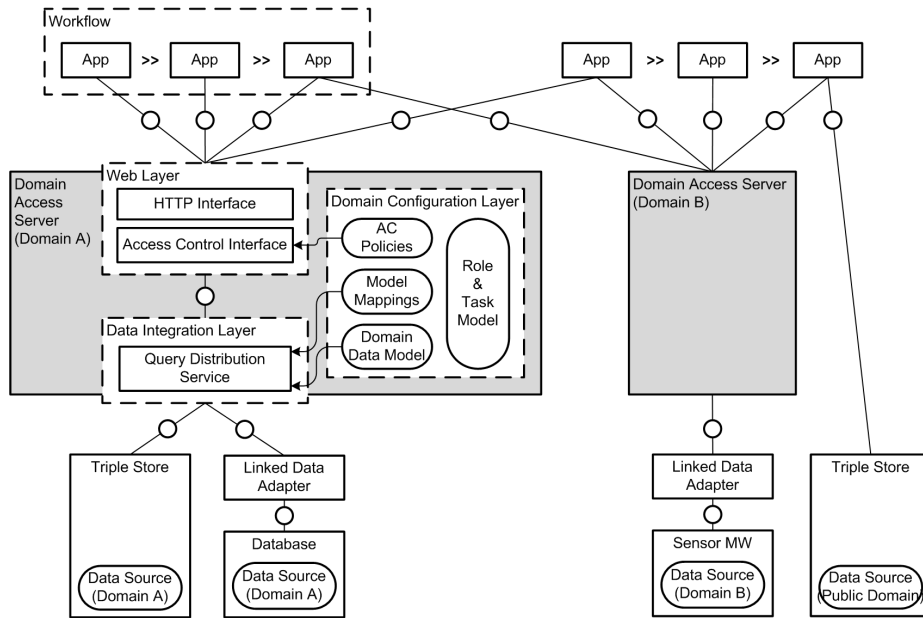 Workflow
App >> App >> App
App >> App >> App
Domain
Access
Server
(Domain A)
Web Layer
HTTP Interface
Access Control Interface
Data Integration Layer
Query Distribution
Service
Domain Configuration Layer
AC
Policies
Model
Mappings
Domain
Data Model
Role
&
Task
Model
Domain Access Server
(Domain B)
Triple Store
Data Source
(Domain A)
Linked Data
Adapter
Database
Data Source
(Domain A)
Linked Data
Adapter
Sensor MW
Data Source
(Domain B)
Triple Store
Data Source
(Public Domain)